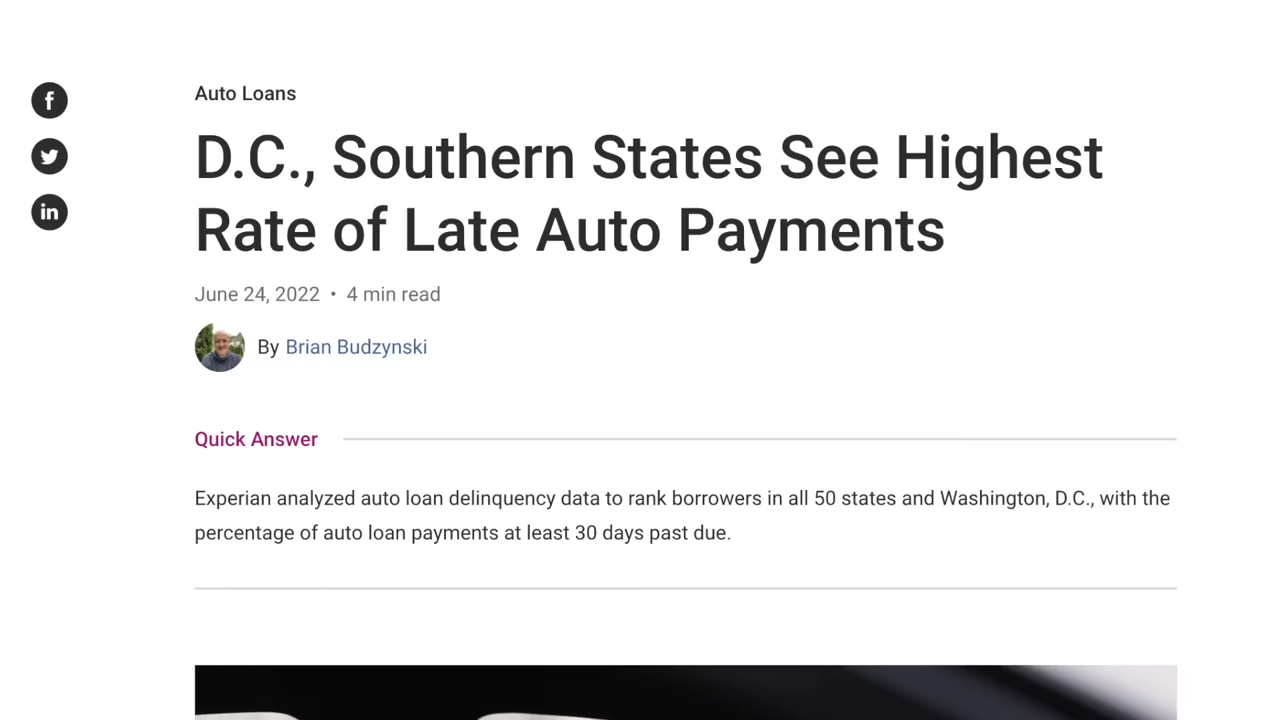 Auto Loans
D.C., Southern States See Highest
Rate of Late Auto Payments
June 24, 2022 • 4 min read
By Brian Budzynski
Quick Answer
Experian analyzed auto loan delinquency data to rank borrowers in all 50 states and Washington, D.C., with the
percentage of auto loan payments at least 30 days past due.